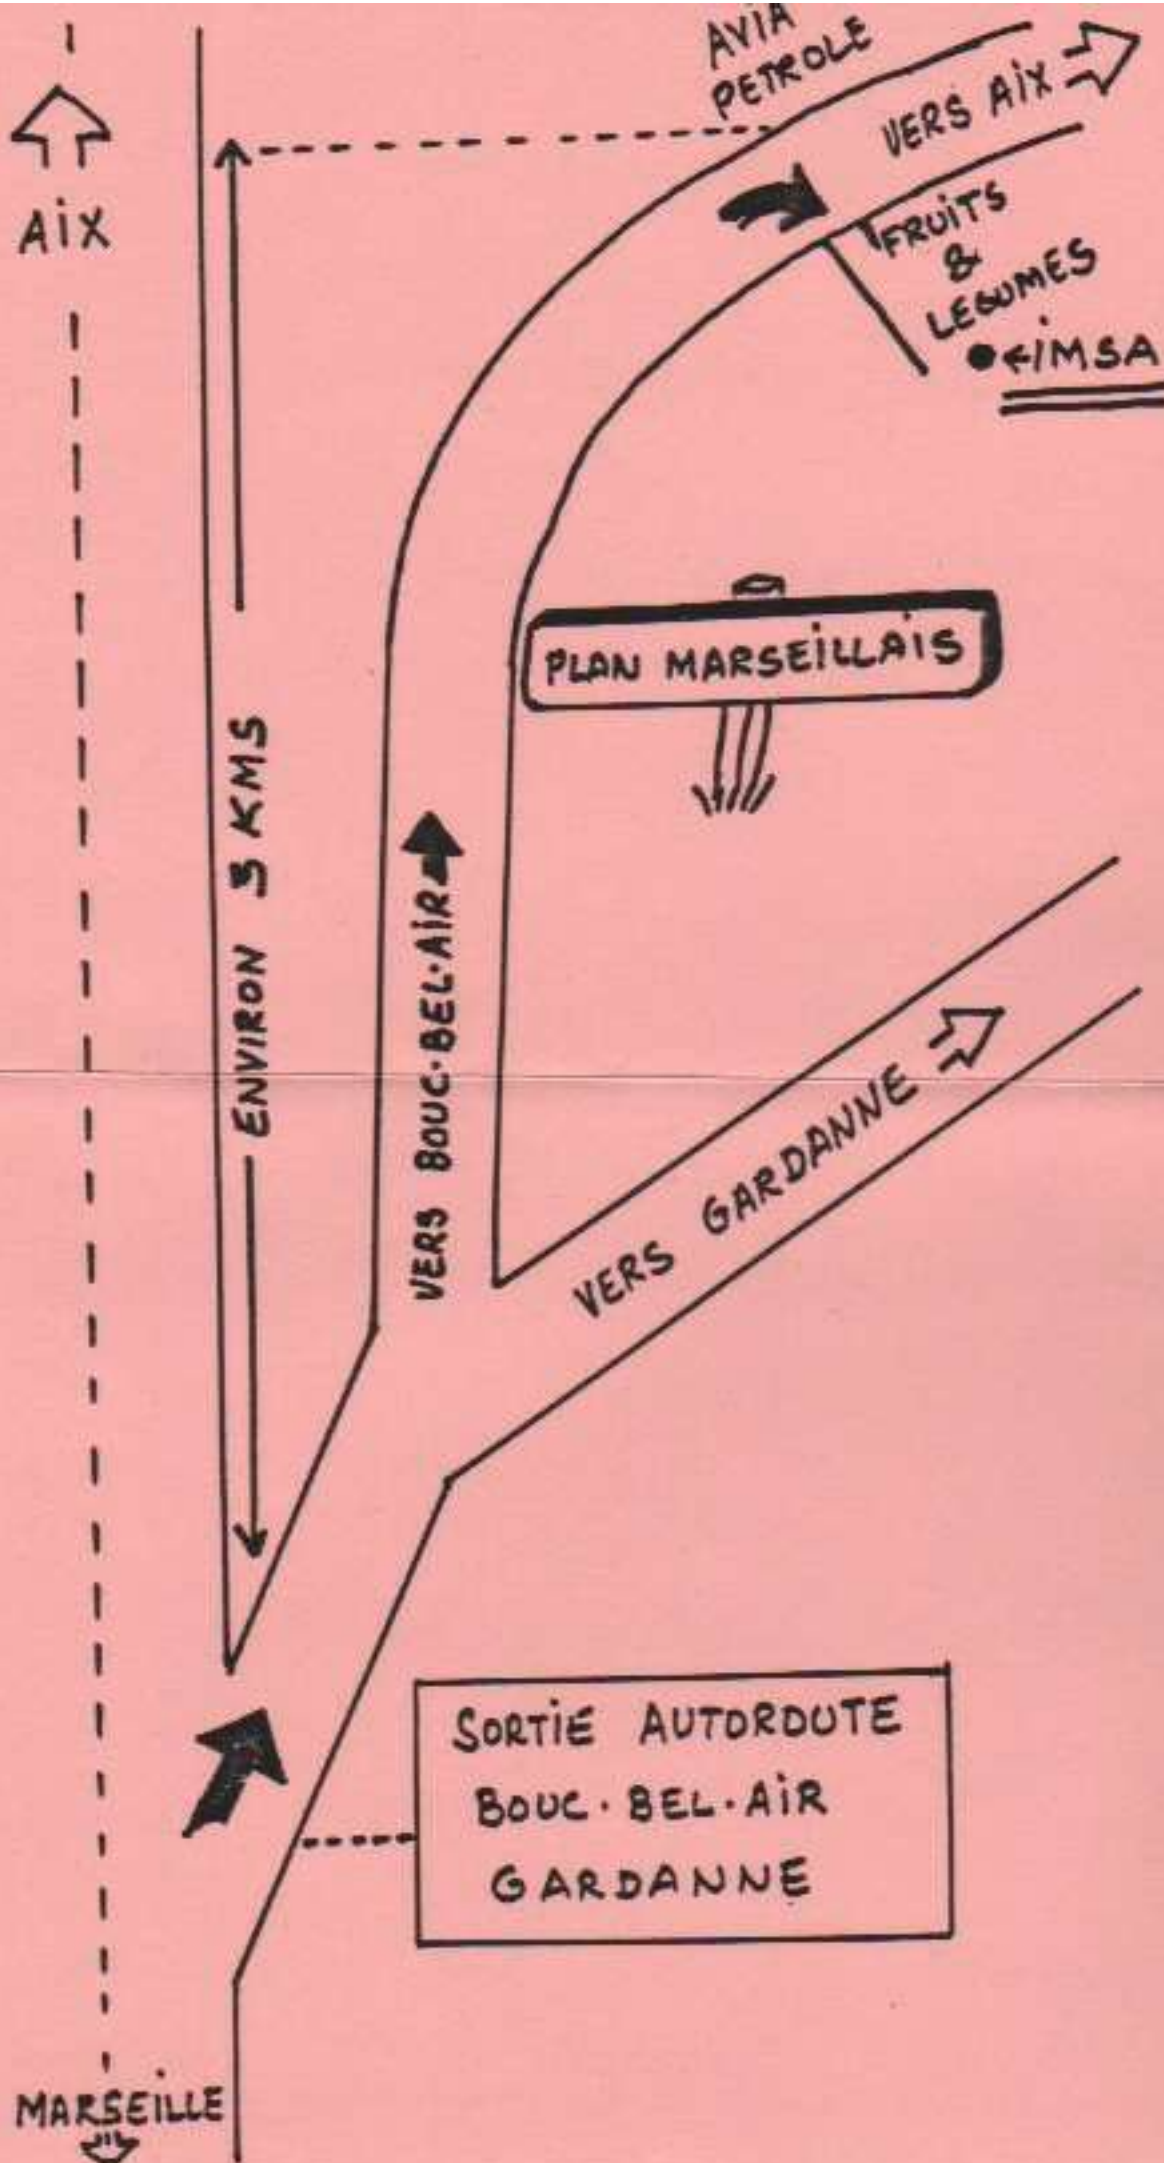 AVIA
PETROLE
VERS AIX
AIX
FRUITS
&
LEGUMES
IMSA
PLAN MARSEILLAIS
ENVIRON 3 KMS
VERS BOUC.BEL.AIR
VERS GARDANNE
SORTIE AUTOROUTE
BOUC.BEL.AIR
GARDANNE
MARSEILLE